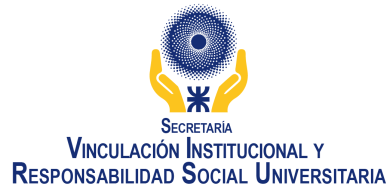 Secretaría
Vinculación Institucional y
Responsabilidad Social Universitaria